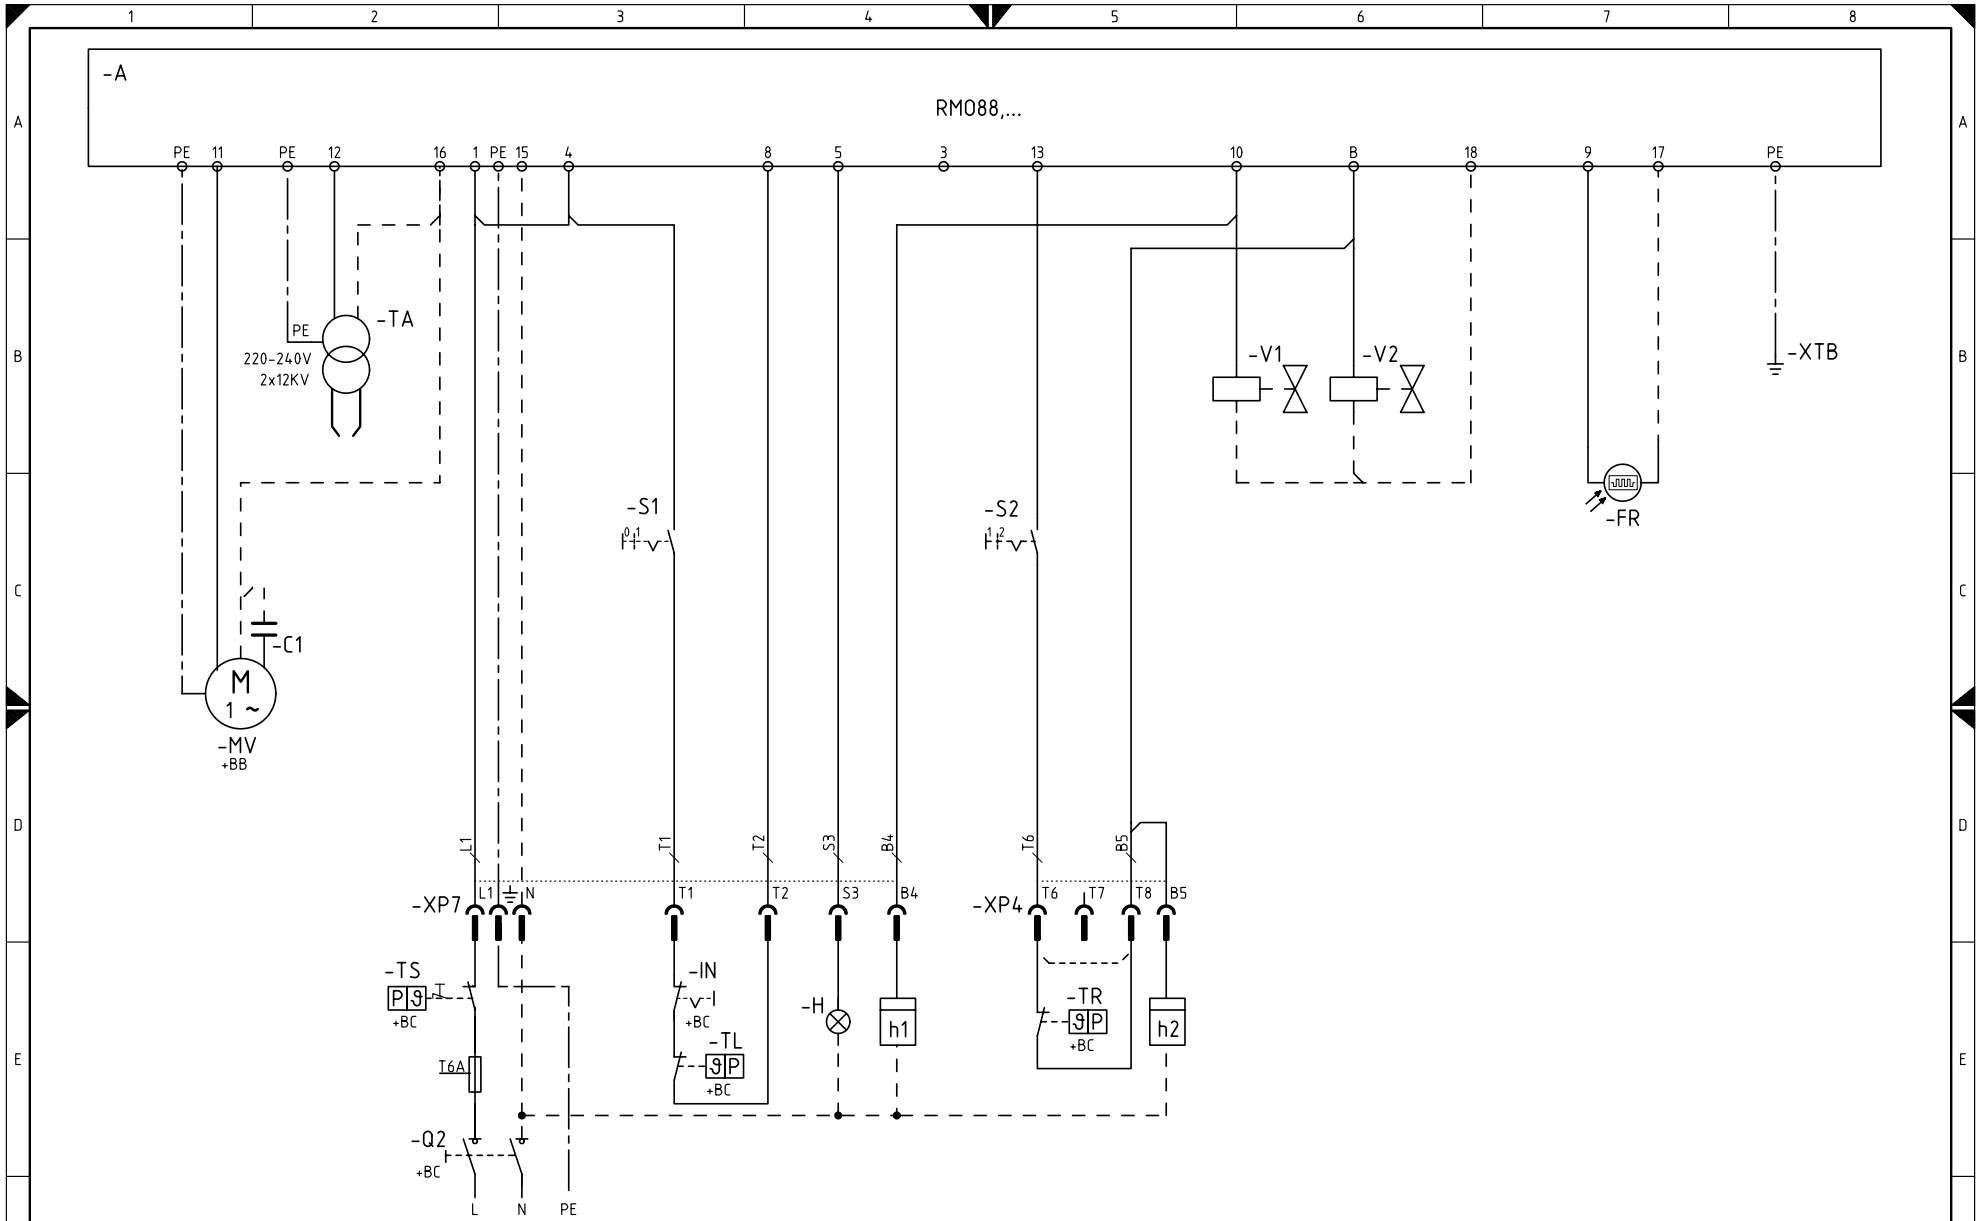 1 2 3 4 5 6 7 8
-A
RMO88,...
A A
PE 11 PE 12 16 1 PE 15 4 8 5 3 13 10 B 18 9 17 PE
-TA
PE
220-240V
2x12KV
B B
-V1 -V2 -XTB
-S1 -S2
0 1 1 2
-FR
C C
-C1
M
1 ~
-MV
+BB
D D
L1 T1 T2 S3 B4 T6 B5
-XP7 L1 N T1 T2 S3 B4 -XP4 T6 T7 T8 B5
-TS -IN
P ϑ
+BC +BC
-H h1
-TR
ϑ P
+BC
h2
-TL
ϑ P
+BC
E E
T6A
-Q2
+BC
L N PE